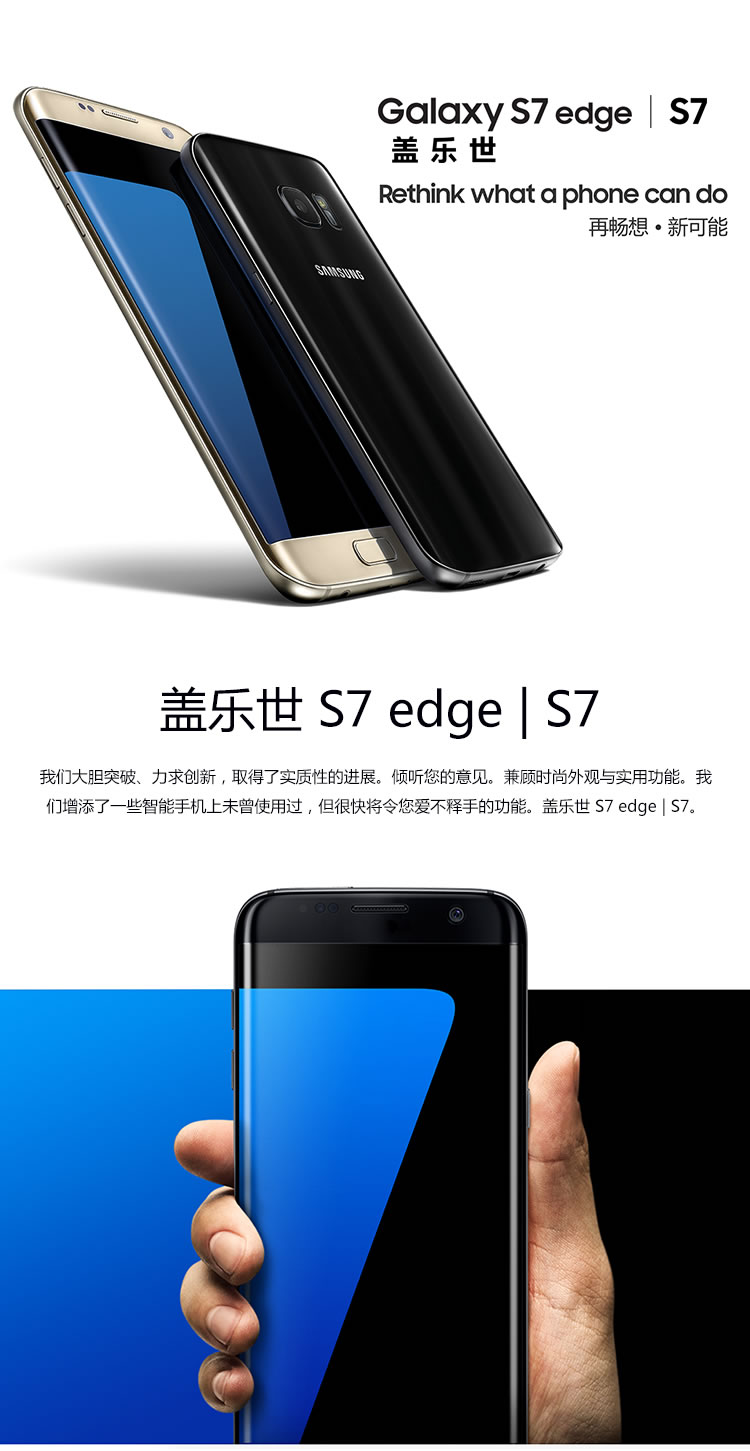 Galaxy S7 edge | S7
盖乐世
Rethink what a phone can do
再畅想·新可能
SAMSUNG
盖乐世 S7 edge | S7
我们大胆突破、力求创新，取得了实质性的进展。倾听您的意见。兼顾时尚外观与实用功能。我
们增添了一些智能手机上未曾使用过，但很快将令您爱不释手的功能。盖乐世 S7 edge | S7。